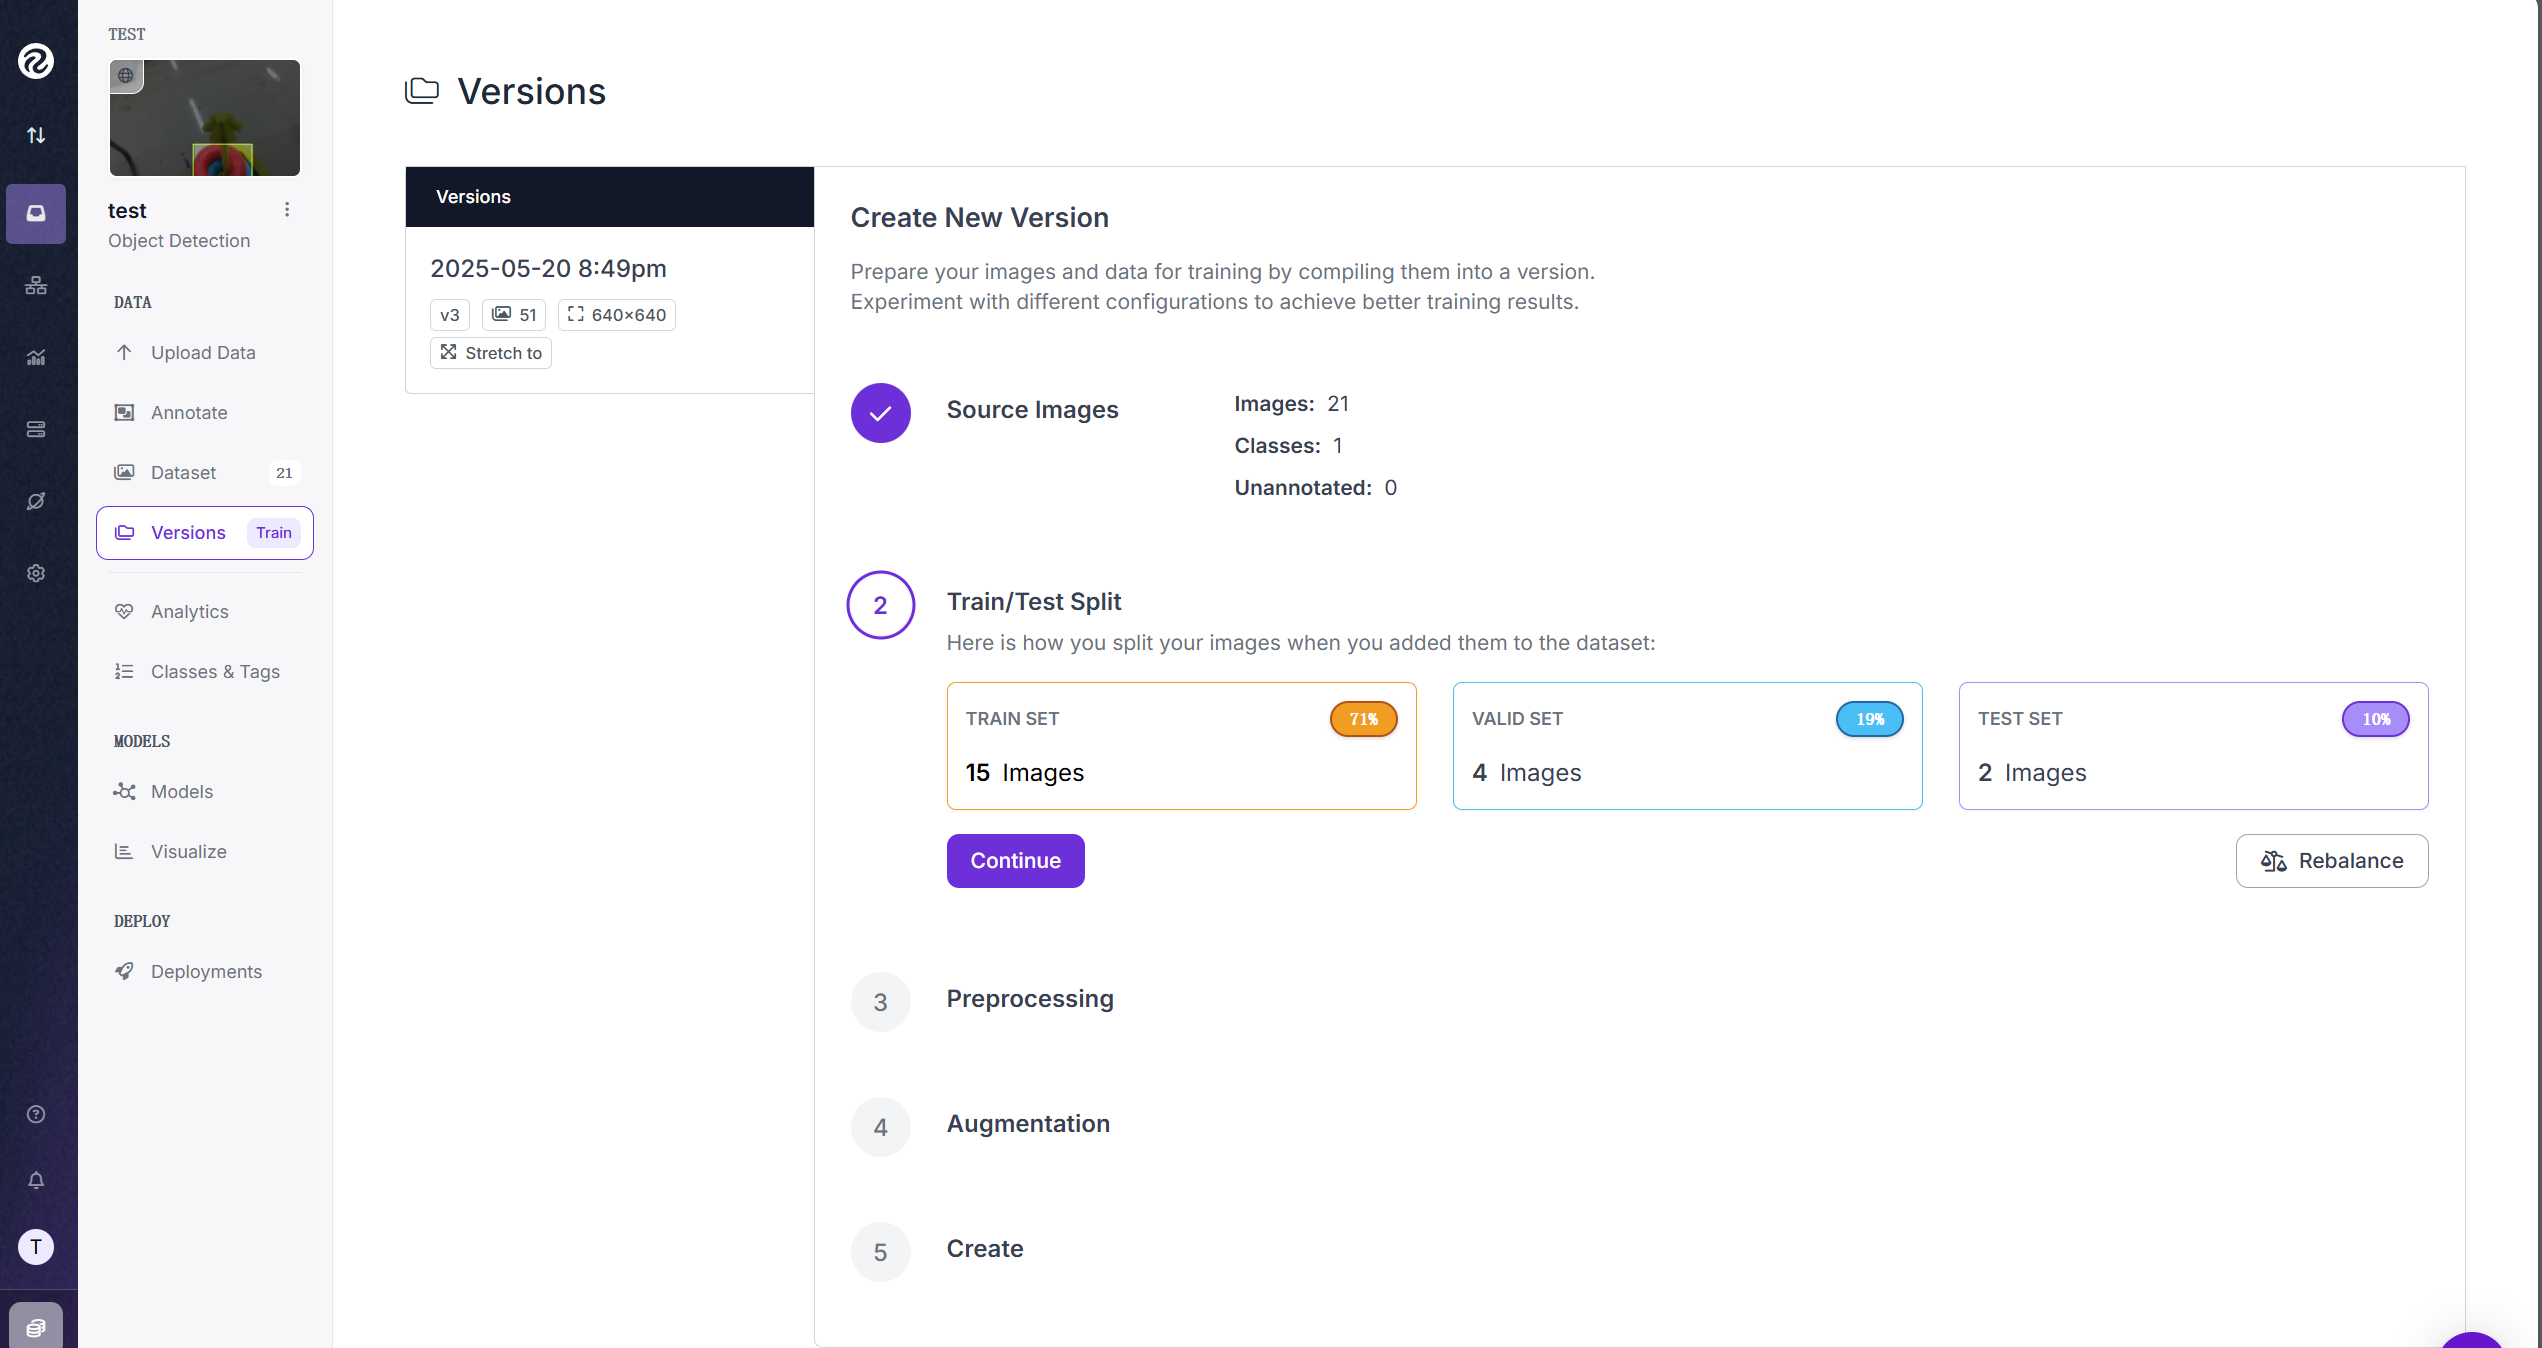 TEST
test
Object Detection
DATA
Upload Data
Annotate
Dataset 21
Versions Train
Analytics
Classes & Tags
MODELS
Models
Visualize
DEPLOY
Deployments
T
Versions
Versions
2025-05-20 8:49pm
v3 51 640×640
Stretch to
Create New Version
Prepare your images and data for training by compiling them into a version.
Experiment with different configurations to achieve better training results.
Source Images
Images: 21
Classes: 1
Unannotated: 0
2 Train/Test Split
Here is how you split your images when you added them to the dataset:
TRAIN SET 71%
15 Images
VALID SET 19%
4 Images
TEST SET 10%
2 Images
Continue
Rebalance
3 Preprocessing
4 Augmentation
5 Create